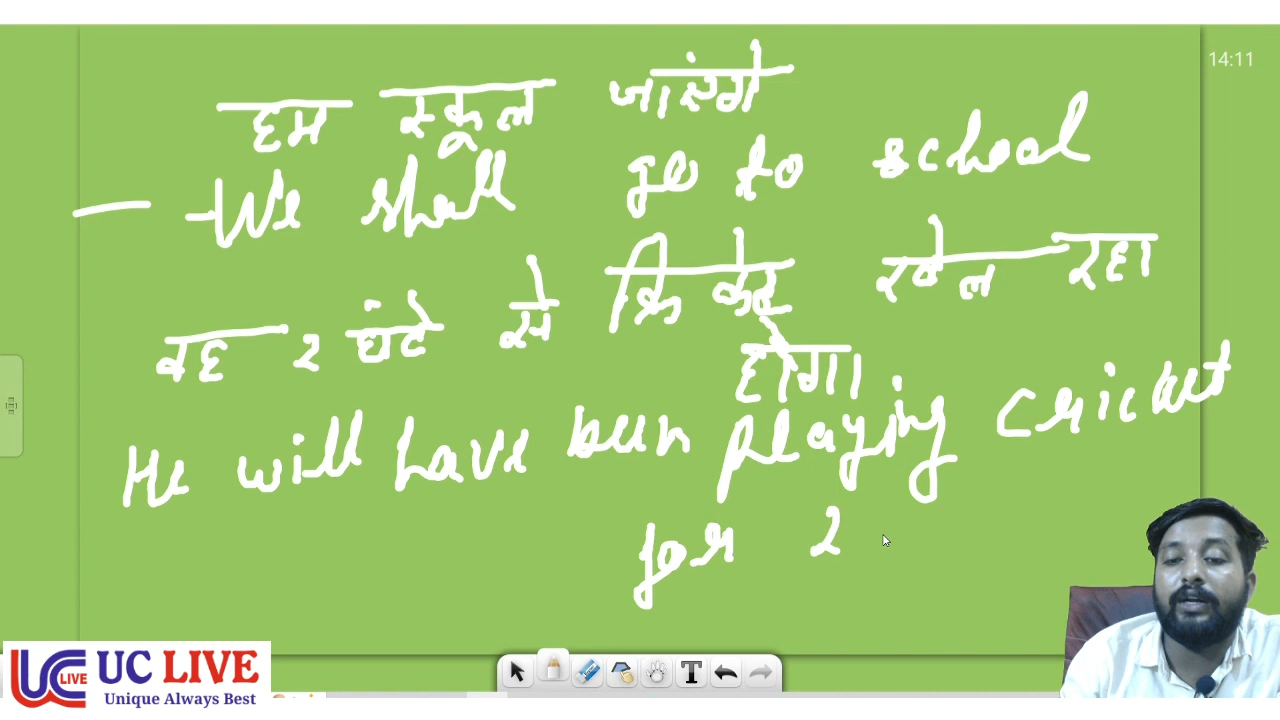 14:11
हम स्कूल जाएंगे
We shall go to school
वह 2 घंटे से क्रिकेट खेल रहा
होगा
He will have been playing cricket
for 2
UC LIVE
LIVE
Unique Always Best